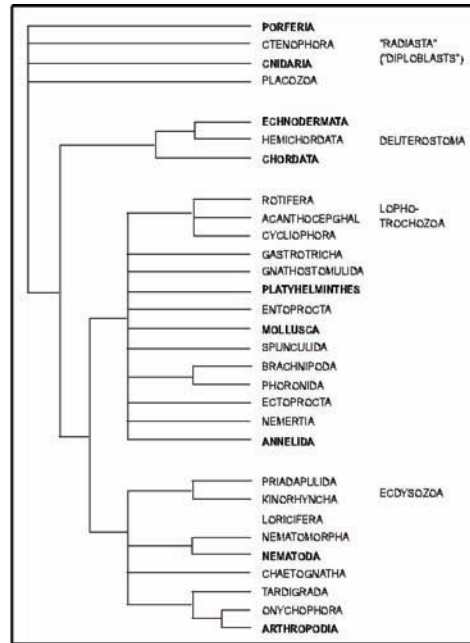 PORFERIA
CTENOPHORA "RADIASTA"
CNIDARIA ("DIPLOBLASTS")
PLACOZOA
ECHNODERMATA
HEMICHORDATA DEUTEROSTOMA
CHORDATA
ROTIFERA LOPHO-
ACANTHOCEPGHAL TROCHOZOA
CYCLIOPHORA
GASTROTRICHA
GNATHOSTOMULIDA
PLATYHELMINTHES
ENTOPROCTA
MOLLUSCA
SPUNCULIDA
BRACHNIPODA
PHORONIDA
ECTOPROCTA
NEMERTIA
ANNELIDA
PRIADAPULIDA
KINORHYNCHA ECDYSOZOA
LORICIFERA
NEMATOMORPHA
NEMATODA
CHAETOGNATHA
TARDIGRADA
ONYCHOPHORA
ARTHROPODIA